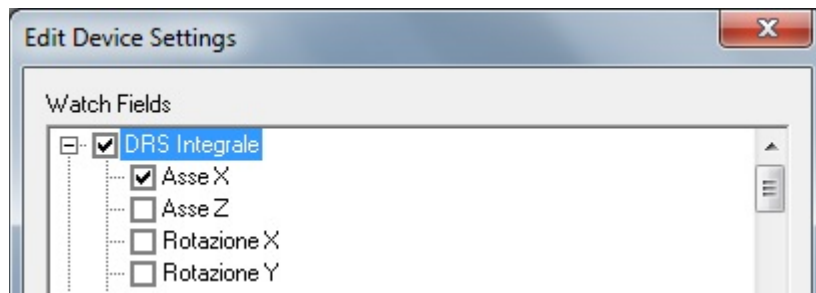 Edit Device Settings
Watch Fields
DRS Integrale
Asse X
Asse Z
Rotazione X
Rotazione Y